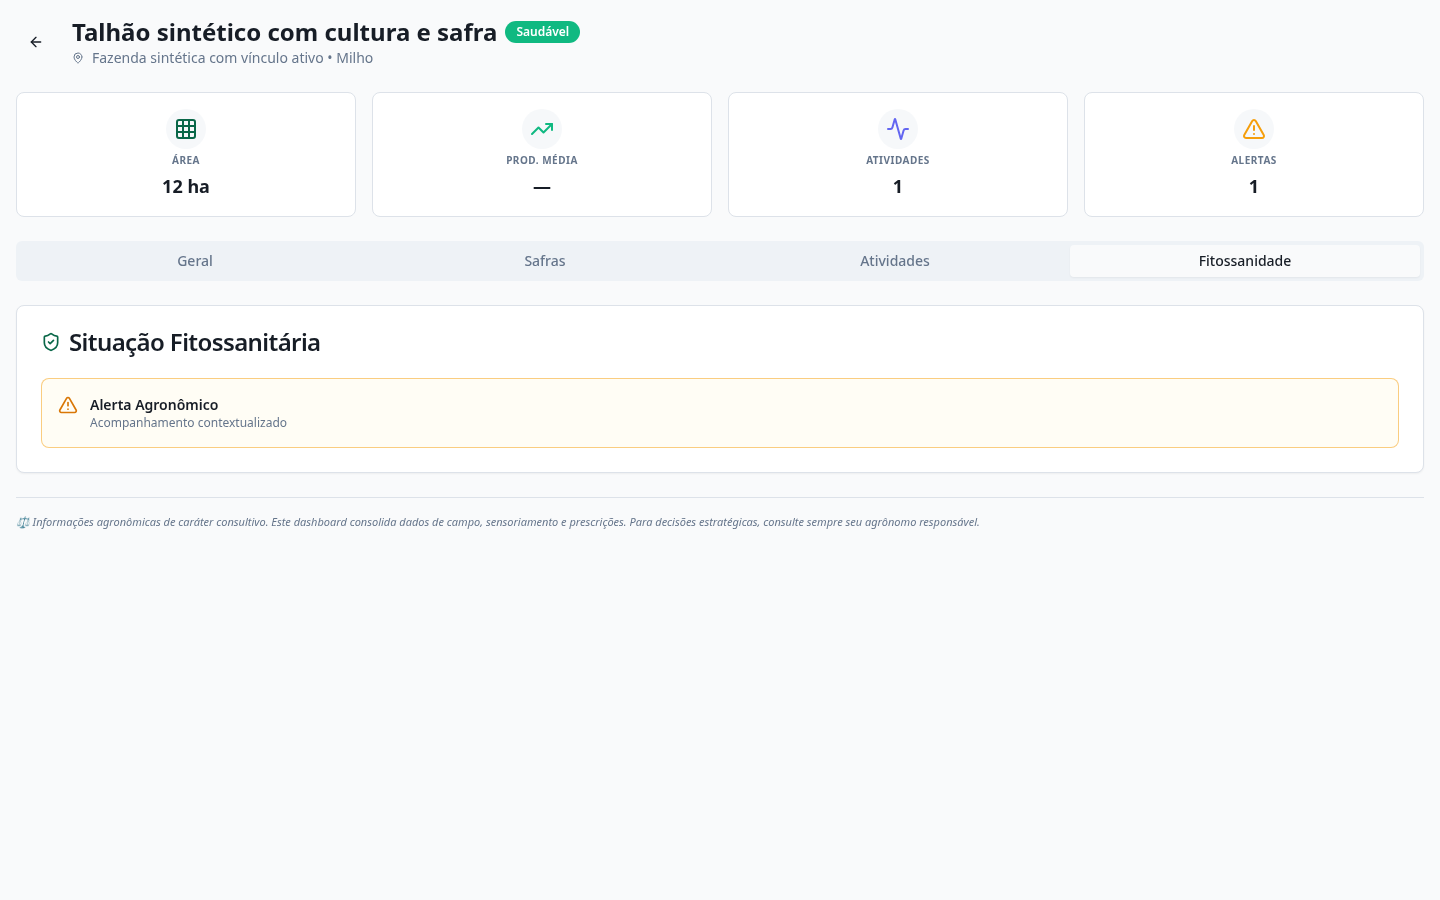 Talhão sintético com cultura e safra Saudável
Fazenda sintética com vínculo ativo • Milho
ÁREA
12 ha
PROD. MÉDIA
—
ATIVIDADES
1
ALERTAS
1
Geral Safras Atividades Fitossanidade
Situação Fitossanitária
Alerta Agronômico
Acompanhamento contextualizado
⚖️ Informações agronômicas de caráter consultivo. Este dashboard consolida dados de campo, sensoriamento e prescrições. Para decisões estratégicas, consulte sempre seu agrônomo responsável.